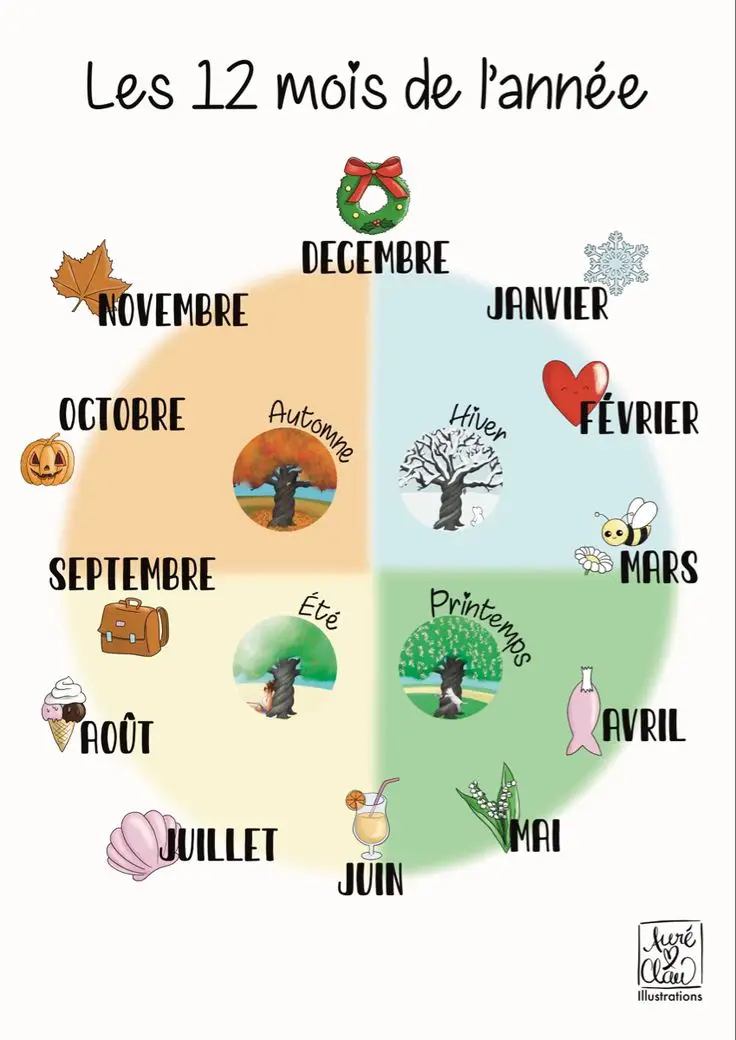 Les 12 mois de l'année
DECEMBRE
JANVIER
FÉVRIER
MARS
AVRIL
MAI
JUIN
JUILLET
AOÛT
SEPTEMBRE
OCTOBRE
NOVEMBRE
Automne
Hiver
Été
Printemps
Auré
Clau
Illustrations